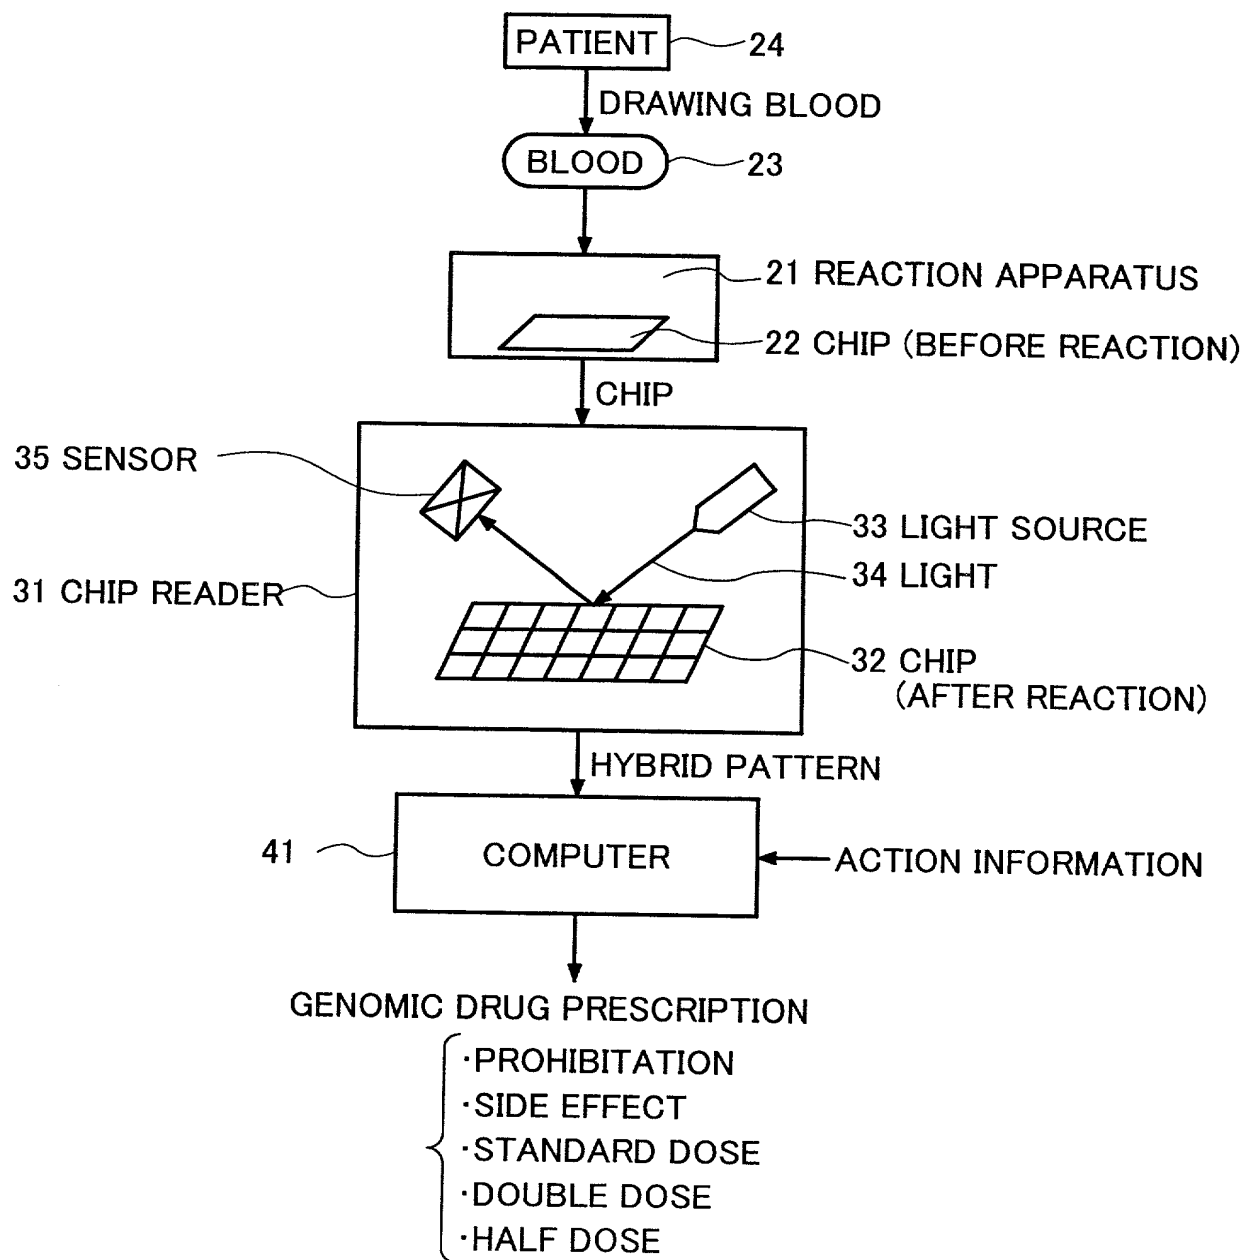 PATIENT 24
DRAWING BLOOD
BLOOD 23
21 REACTION APPARATUS
22 CHIP (BEFORE REACTION)
CHIP
35 SENSOR
33 LIGHT SOURCE
34 LIGHT
31 CHIP READER
32 CHIP
(AFTER REACTION)
HYBRID PATTERN
41 COMPUTER
ACTION INFORMATION
GENOMIC DRUG PRESCRIPTION
·PROHIBITATION
·SIDE EFFECT
·STANDARD DOSE
·DOUBLE DOSE
·HALF DOSE